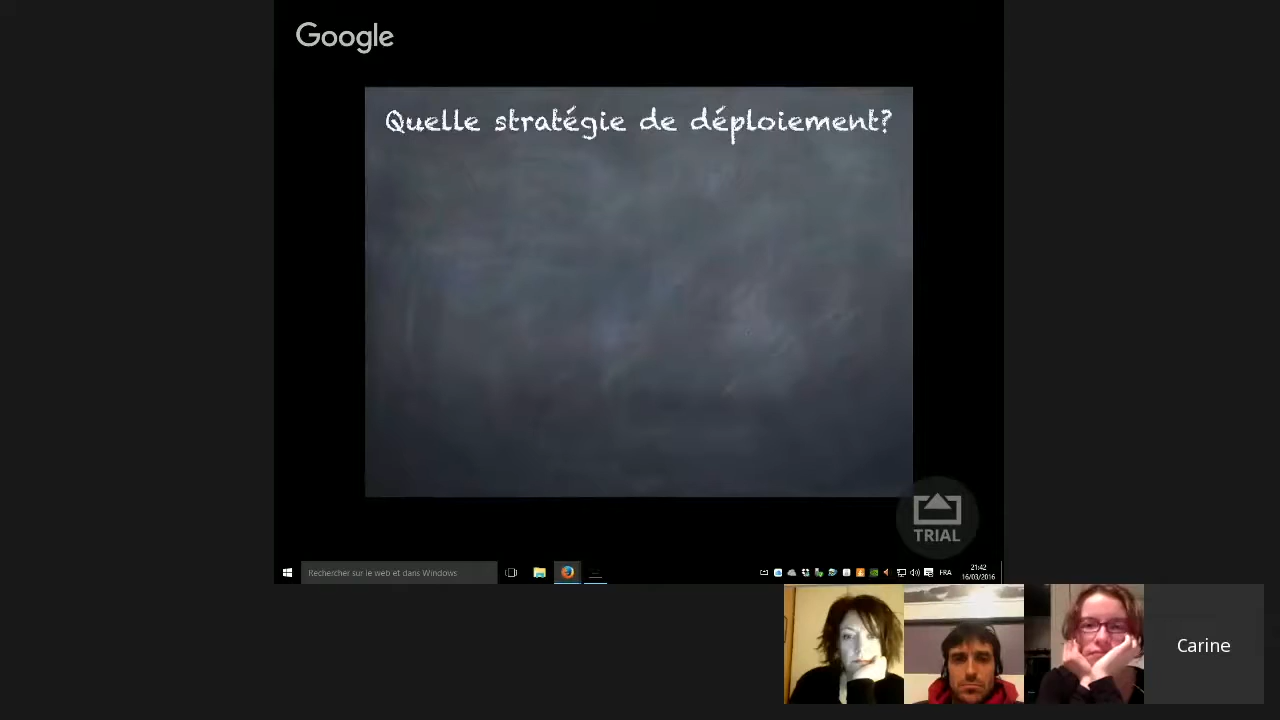 Google
Quelle stratégie de déploiement?
TRIAL
Rechercher sur le web et dans Windows
FRA
21:42
16/03/2016
Carine